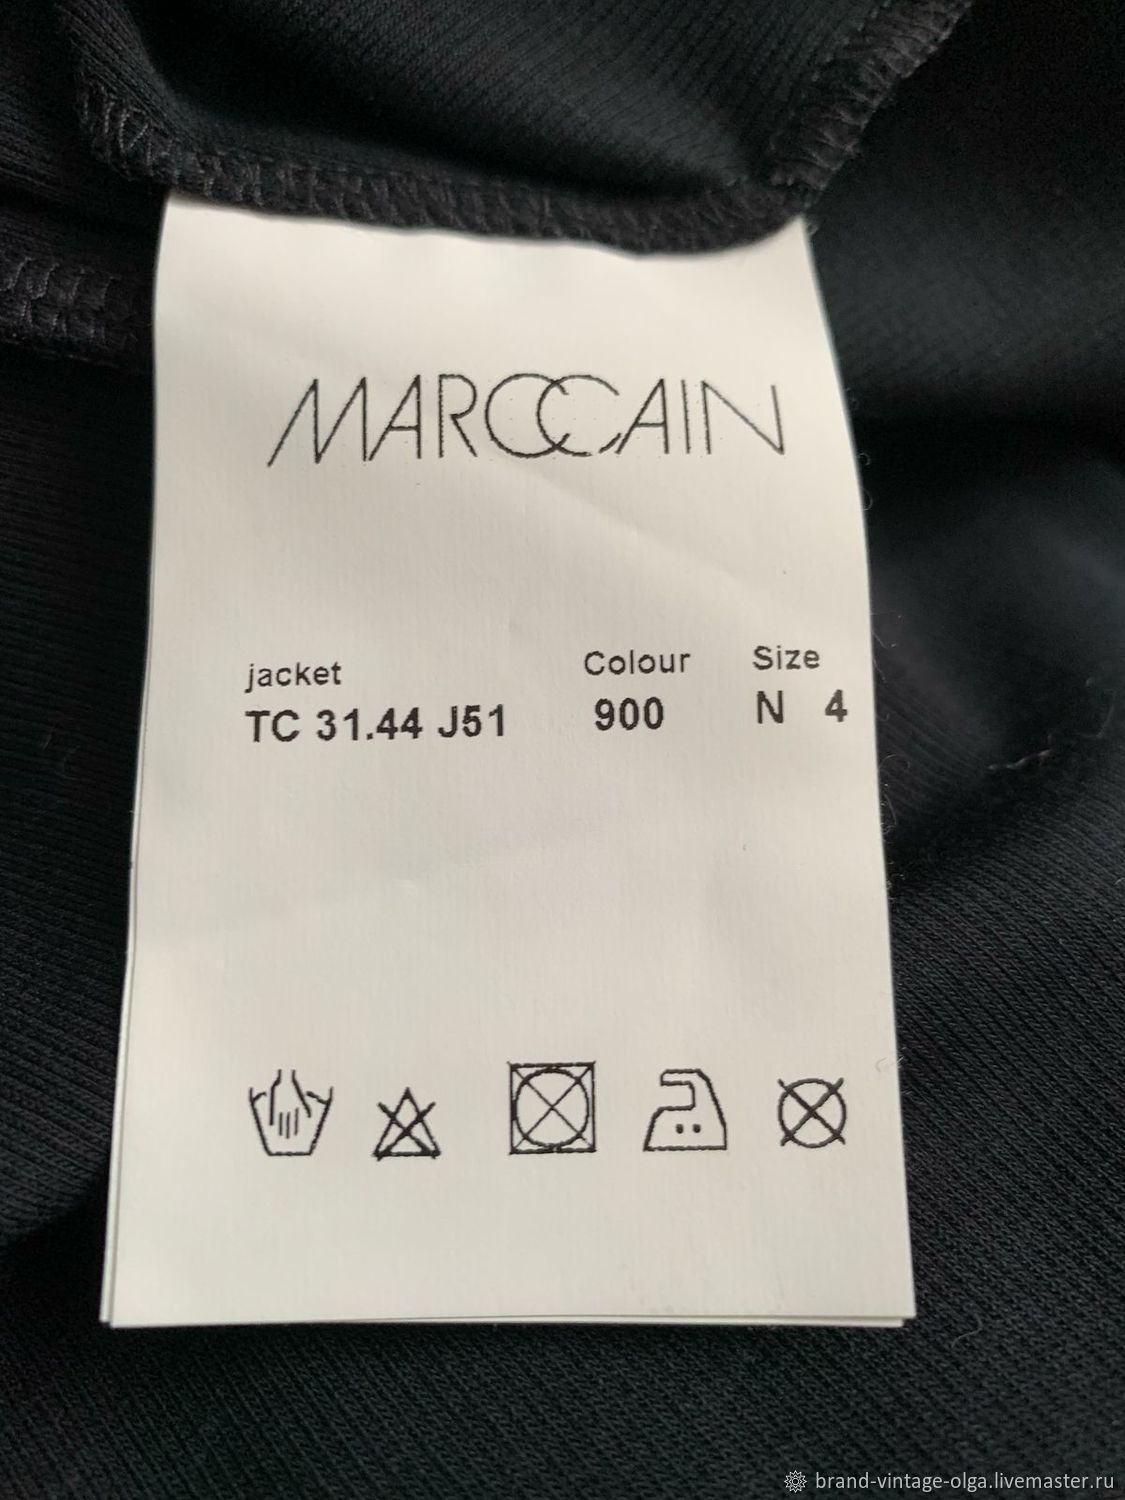 MARCCAIN
jacket Colour Size
TC 31.44 J51 900 N 4
brand-vintage-olga.livemaster.ru